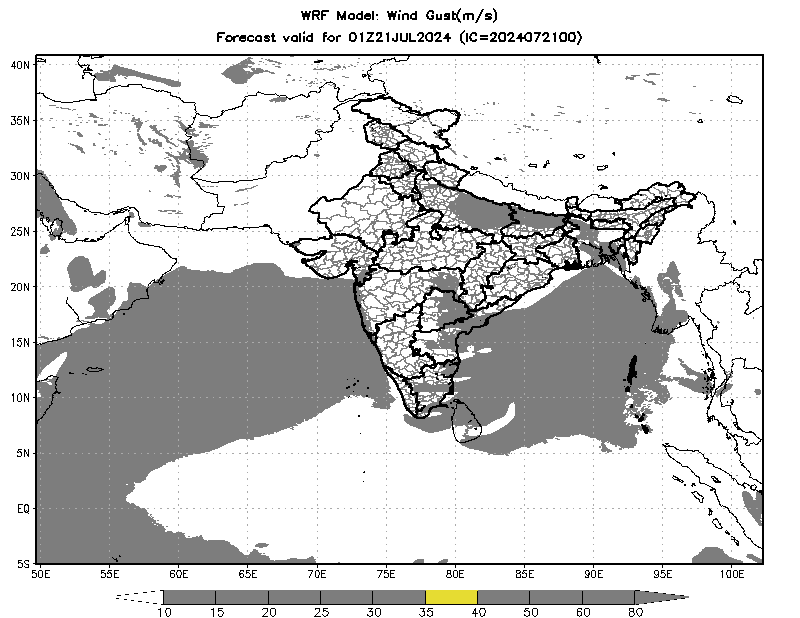 WRF Model: Wind Gust(m/s)
Forecast valid for 01Z21JUL2024 (IC=2024072100)
40N
35N
30N
25N
20N
15N
10N
5N
EQ
5S
50E 55E 60E 65E 70E 75E 80E 85E 90E 95E 100E
10 15 20 25 30 35 40 50 60 80